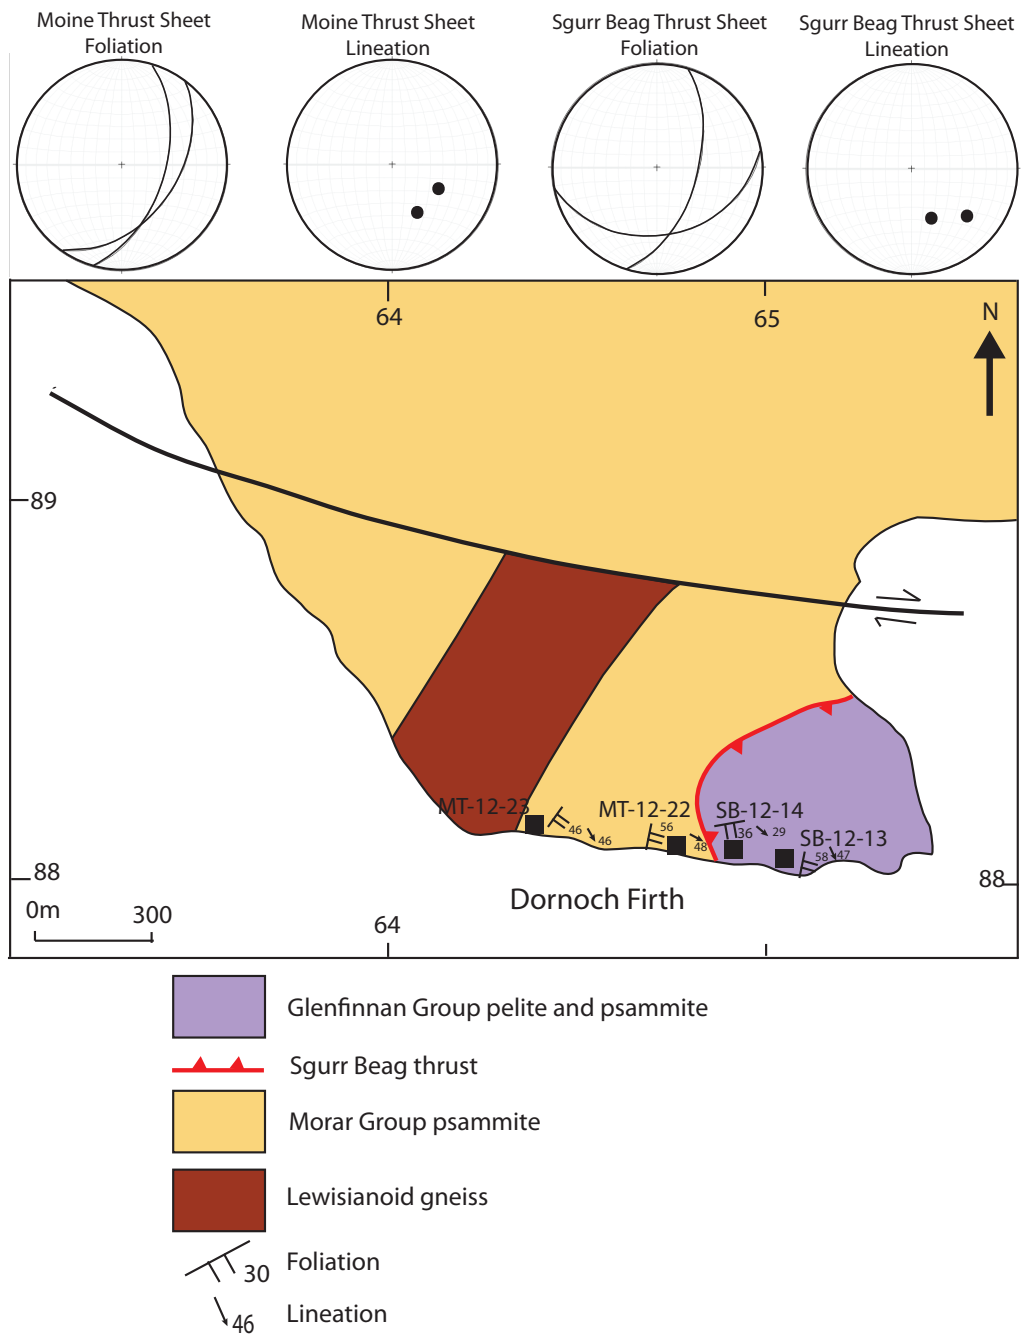 Moine Thrust Sheet
Foliation
Moine Thrust Sheet
Lineation
Sgurr Beag Thrust Sheet
Foliation
Sgurr Beag Thrust Sheet
Lineation
64
65
N
89
MT-12-23
46
46
MT-12-22
56
48
SB-12-14
36
29
SB-12-13
58
47
88
88
Dornoch Firth
0m
300
64
Glenfinnan Group pelite and psammite
Sgurr Beag thrust
Morar Group psammite
Lewisianoid gneiss
Foliation
30
Lineation
46